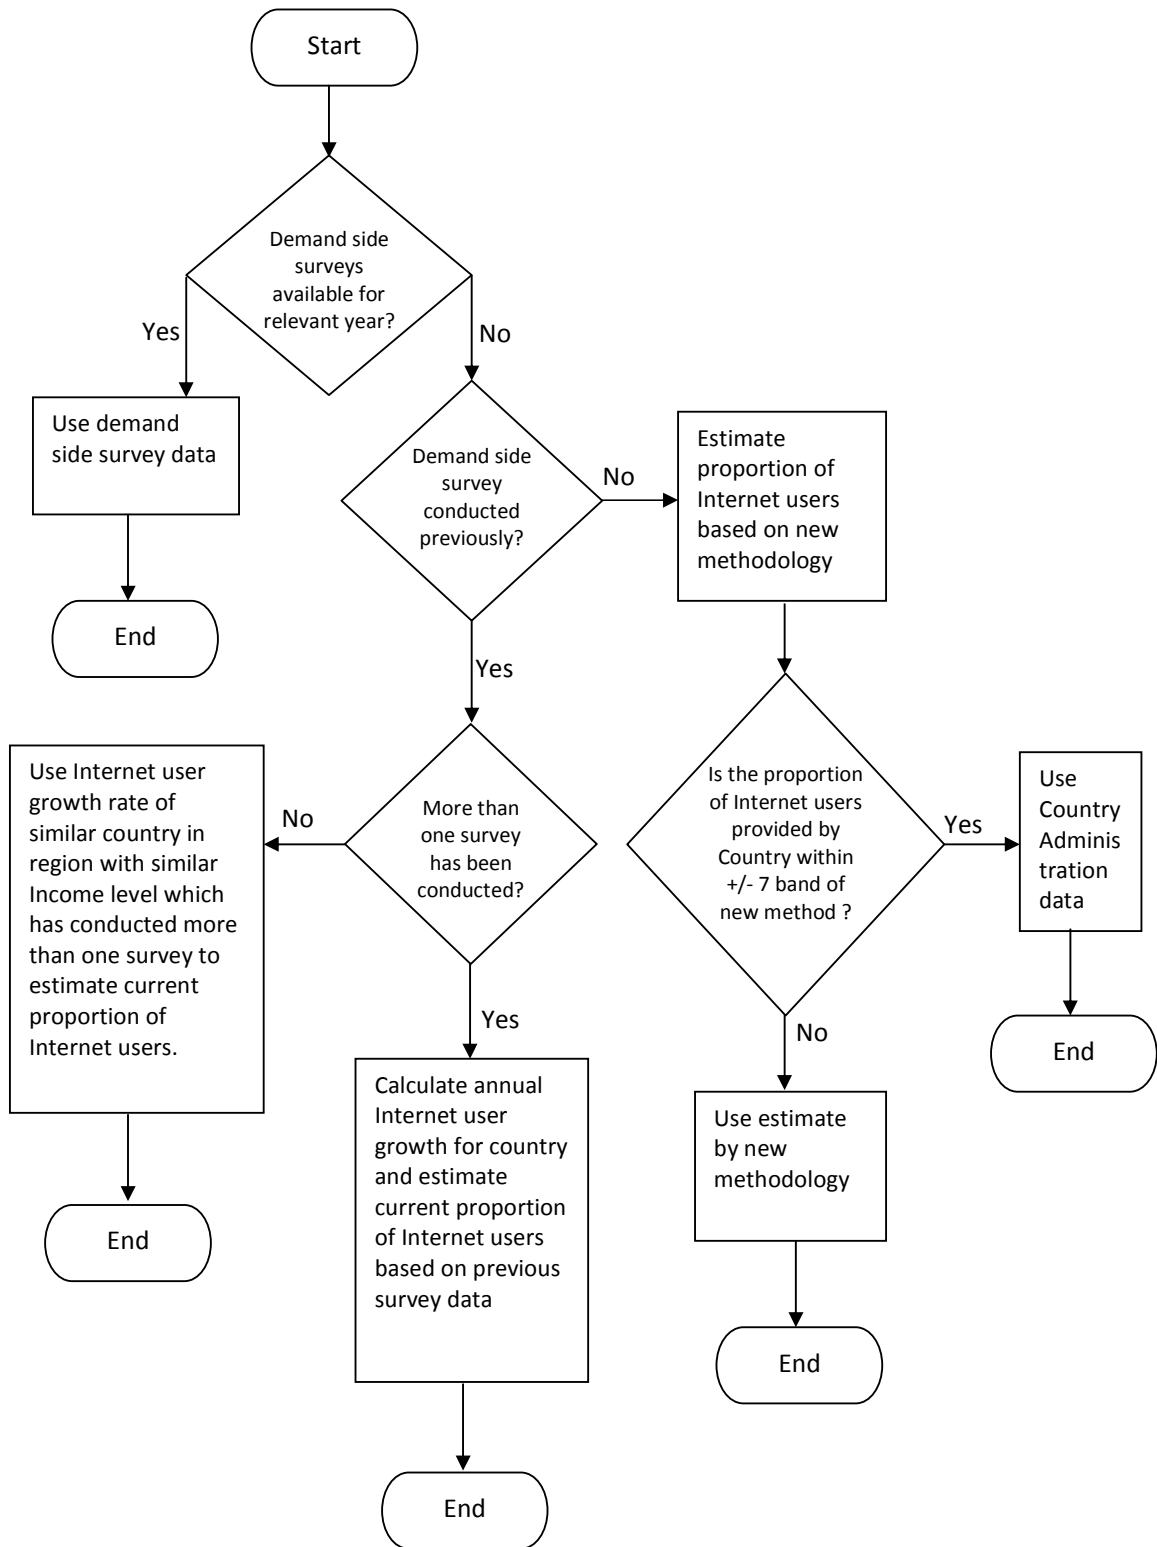 Start
Demand side
surveys
available for
relevant year?
Yes
No
Use demand
side survey data
End
Demand side
survey
conducted
previously?
No
Estimate
proportion of
Internet users
based on new
methodology
Yes
Use Internet user
growth rate of
similar country in
region with similar
Income level which
has conducted more
than one survey to
estimate current
proportion of
Internet users.
No
More than
one survey
has been
conducted?
Is the proportion
of Internet users
provided by
Country within
+/- 7 band of
new method ?
Yes
Use
Country
Adminis
tration
data
End
Yes
No
Calculate annual
Internet user
growth for country
and estimate
current proportion
of Internet users
based on previous
survey data
Use estimate
by new
methodology
End
End
End